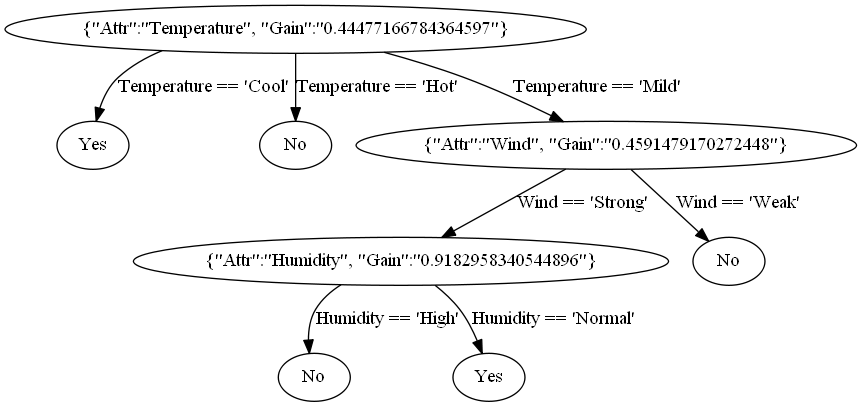 {"Attr":"Temperature", "Gain":"0.44477166784364597"}
Temperature == 'Cool'
Temperature == 'Hot'
Temperature == 'Mild'
Yes
No
{"Attr":"Wind", "Gain":"0.4591479170272448"}
Wind == 'Strong'
Wind == 'Weak'
{"Attr":"Humidity", "Gain":"0.9182958340544896"}
No
Humidity == 'High'
Humidity == 'Normal'
No
Yes